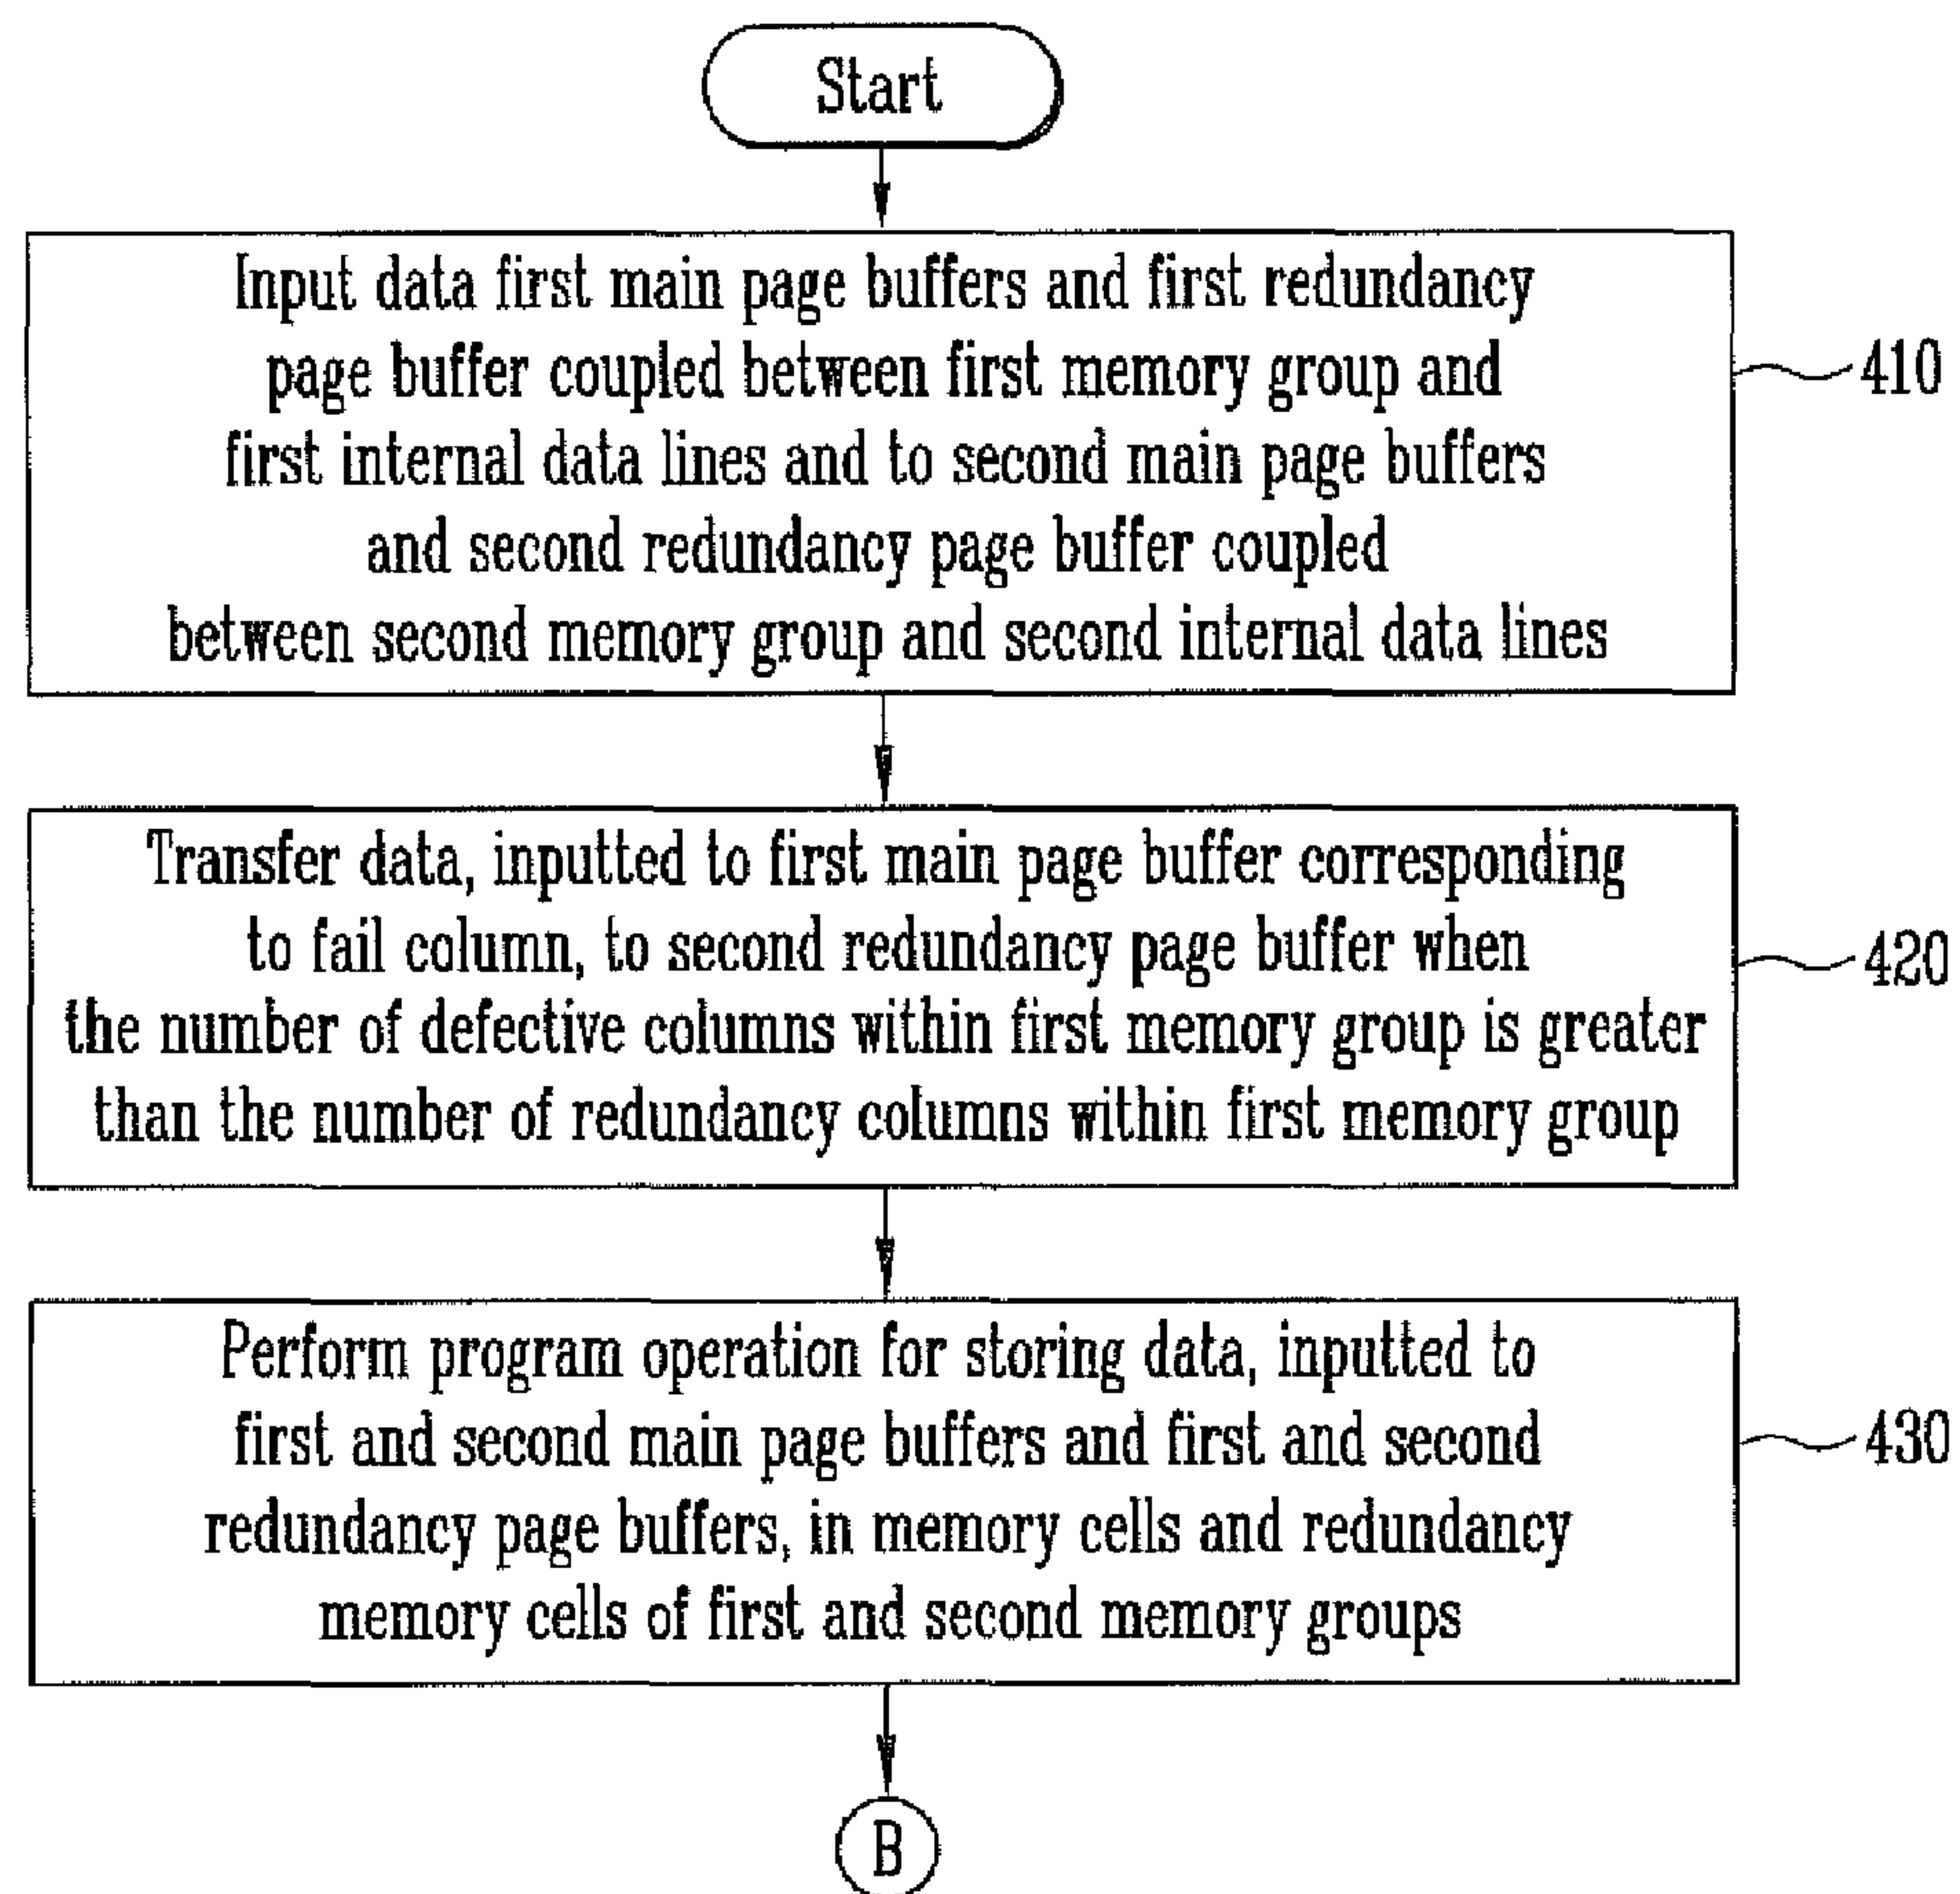 Start
Input data first main page buffers and first redundancy
page buffer coupled between first memory group and
first internal data lines and to second main page buffers
and second redundancy page buffer coupled
between second memory group and second internal data lines
410
Transfer data, inputted to first main page buffer corresponding
to fail column, to second redundancy page buffer when
the number of defective columns within first memory group is greater
than the number of redundancy columns within first memory group
420
Perform program operation for storing data, inputted to
first and second main page buffers and first and second
redundancy page buffers, in memory cells and redundancy
memory cells of first and second memory groups
430
B